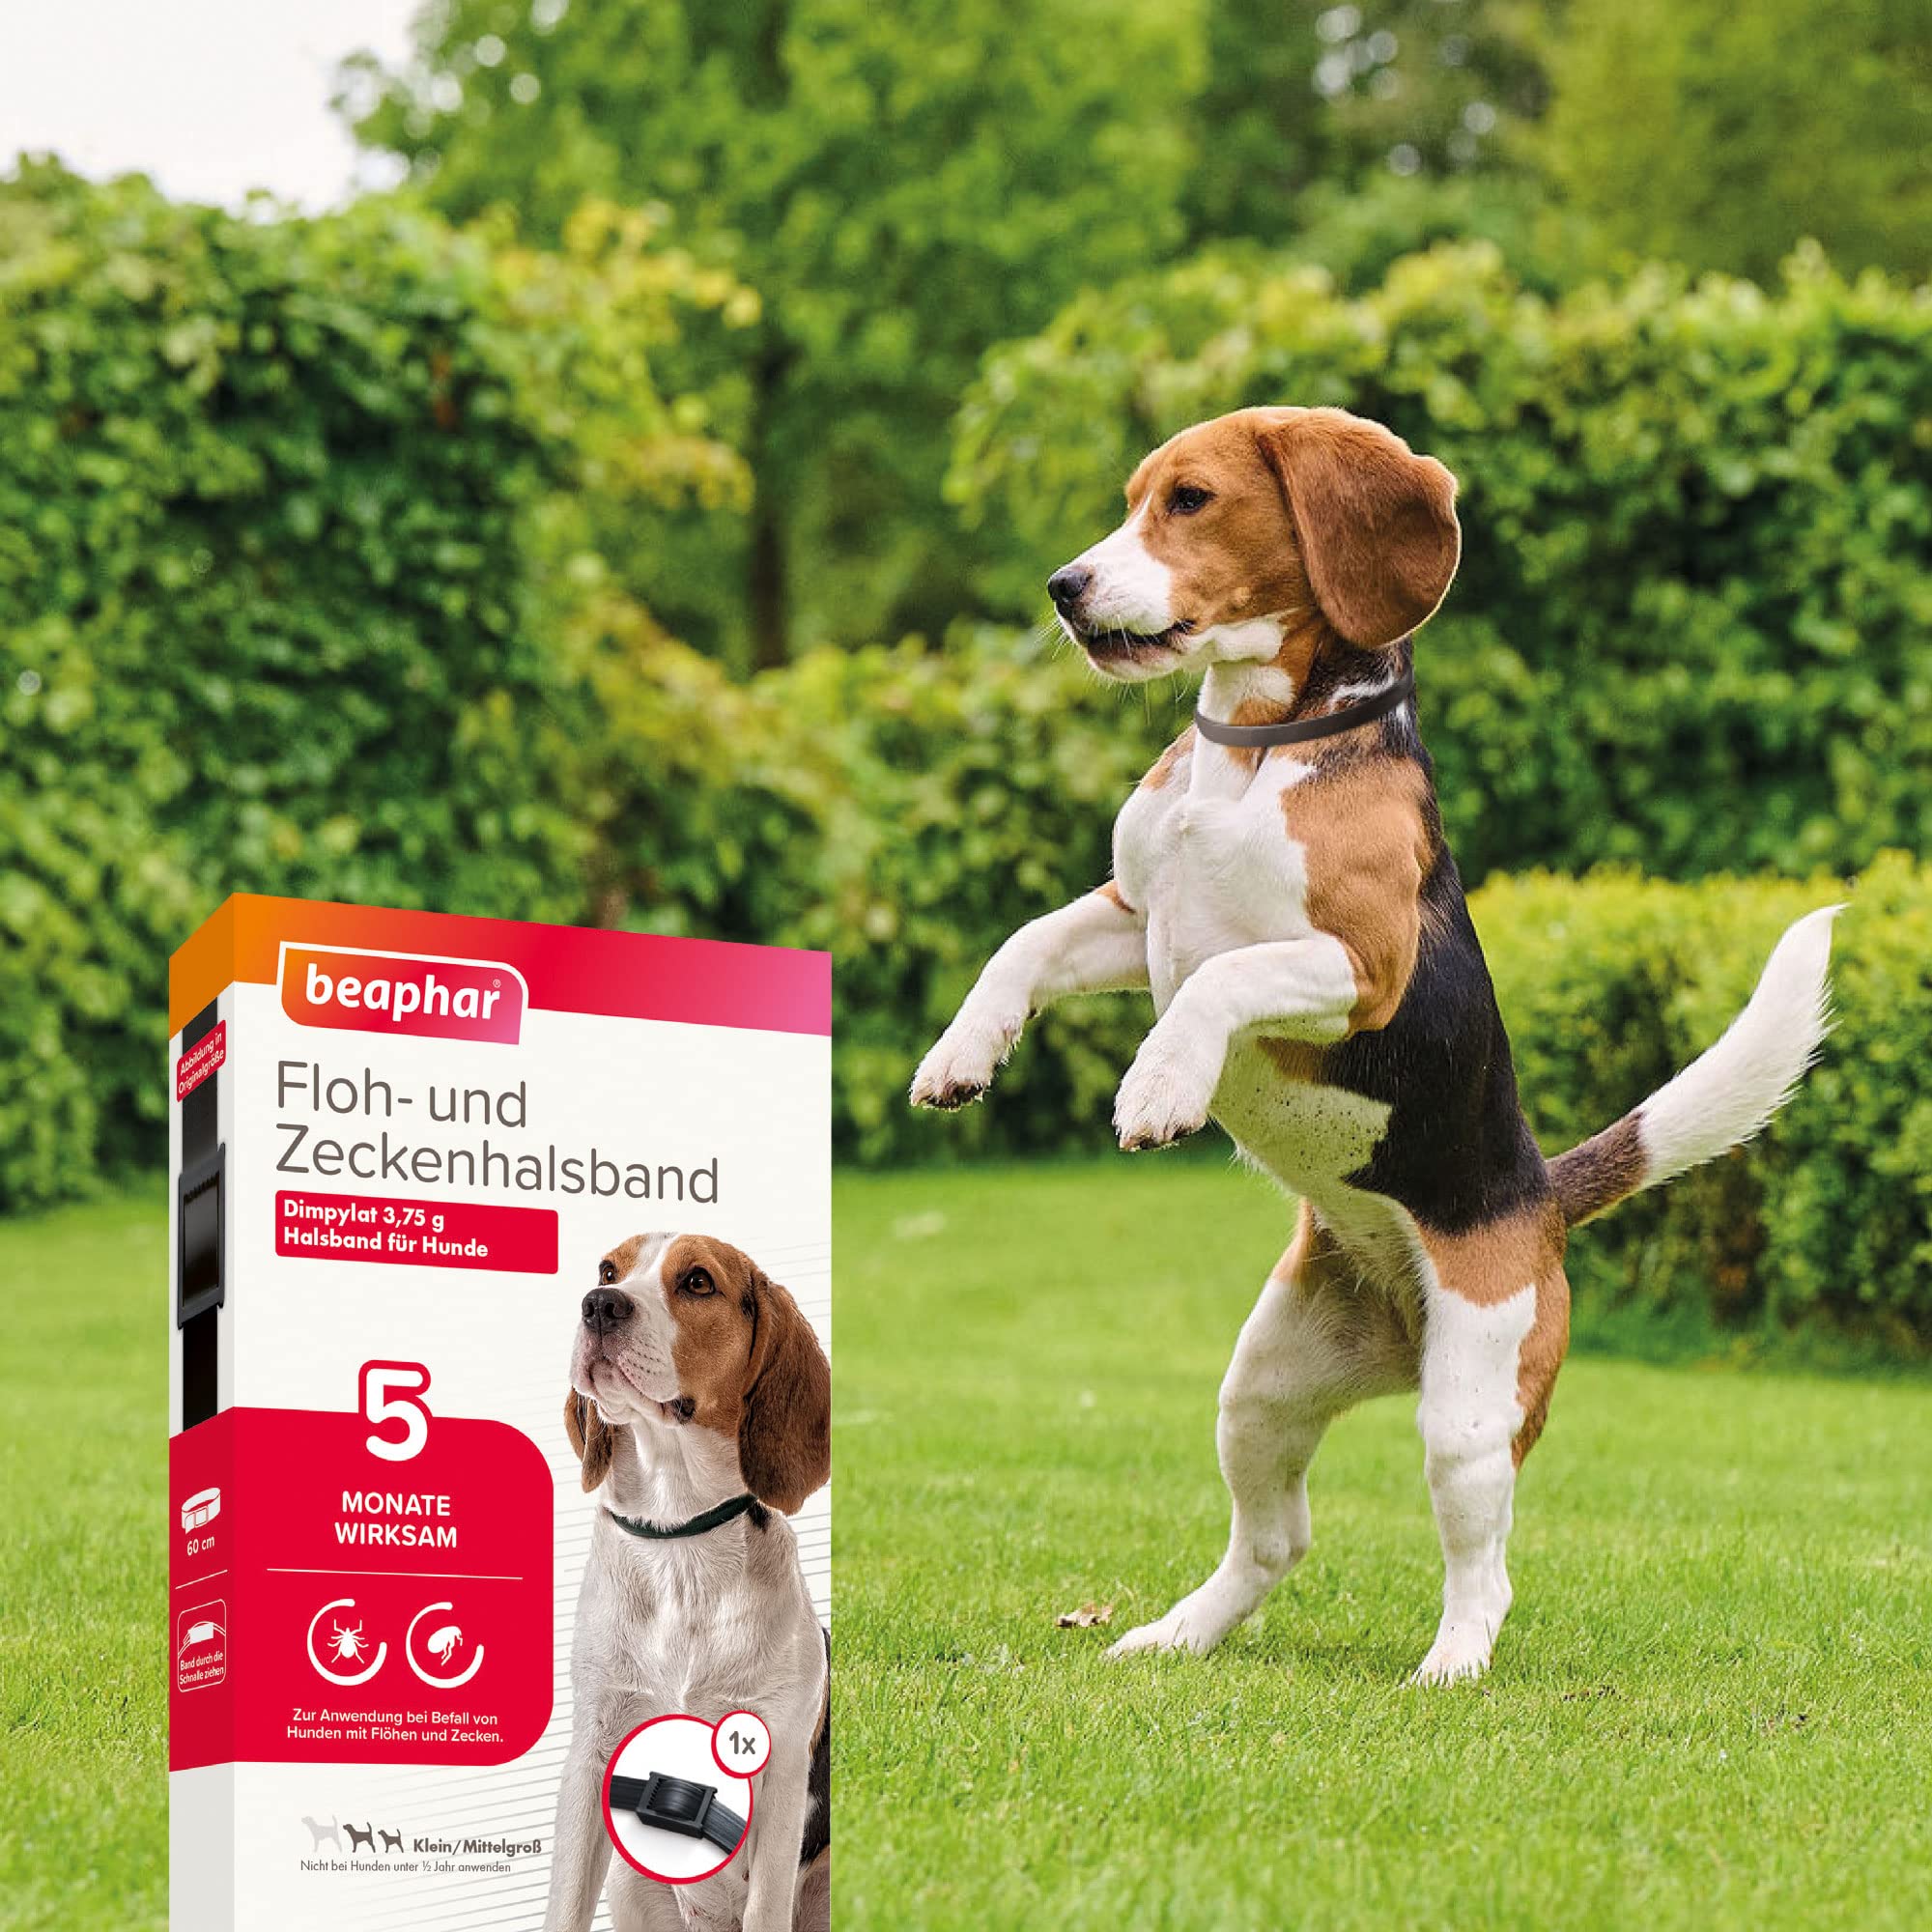 beaphar®
Abbildung in
Originalgröße
Floh- und
Zeckenhalsband
Dimpylat 3,75 g
Halsband für Hunde
5
MONATE
WIRKSAM
60 cm
Band durch die
Schnalle ziehen
Zur Anwendung bei Befall von
Hunden mit Flöhen und Zecken.
1x
Klein/Mittelgroß
Nicht bei Hunden unter ½ Jahr anwenden